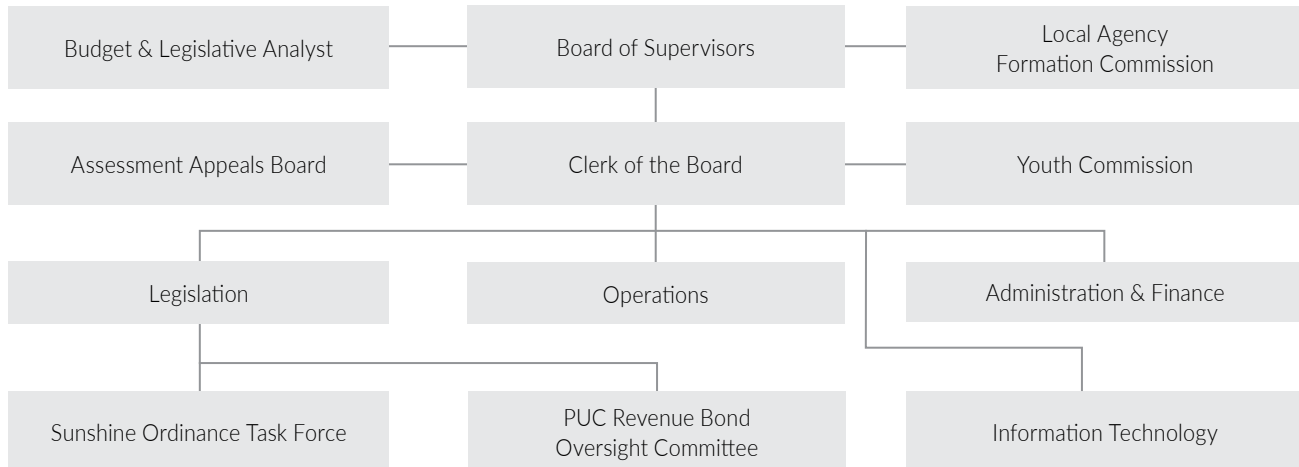 Budget & Legislative Analyst
Board of Supervisors
Local Agency
Formation Commission
Assessment Appeals Board
Clerk of the Board
Youth Commission
Legislation
Operations
Administration & Finance
Sunshine Ordinance Task Force
PUC Revenue Bond
Oversight Committee
Information Technology